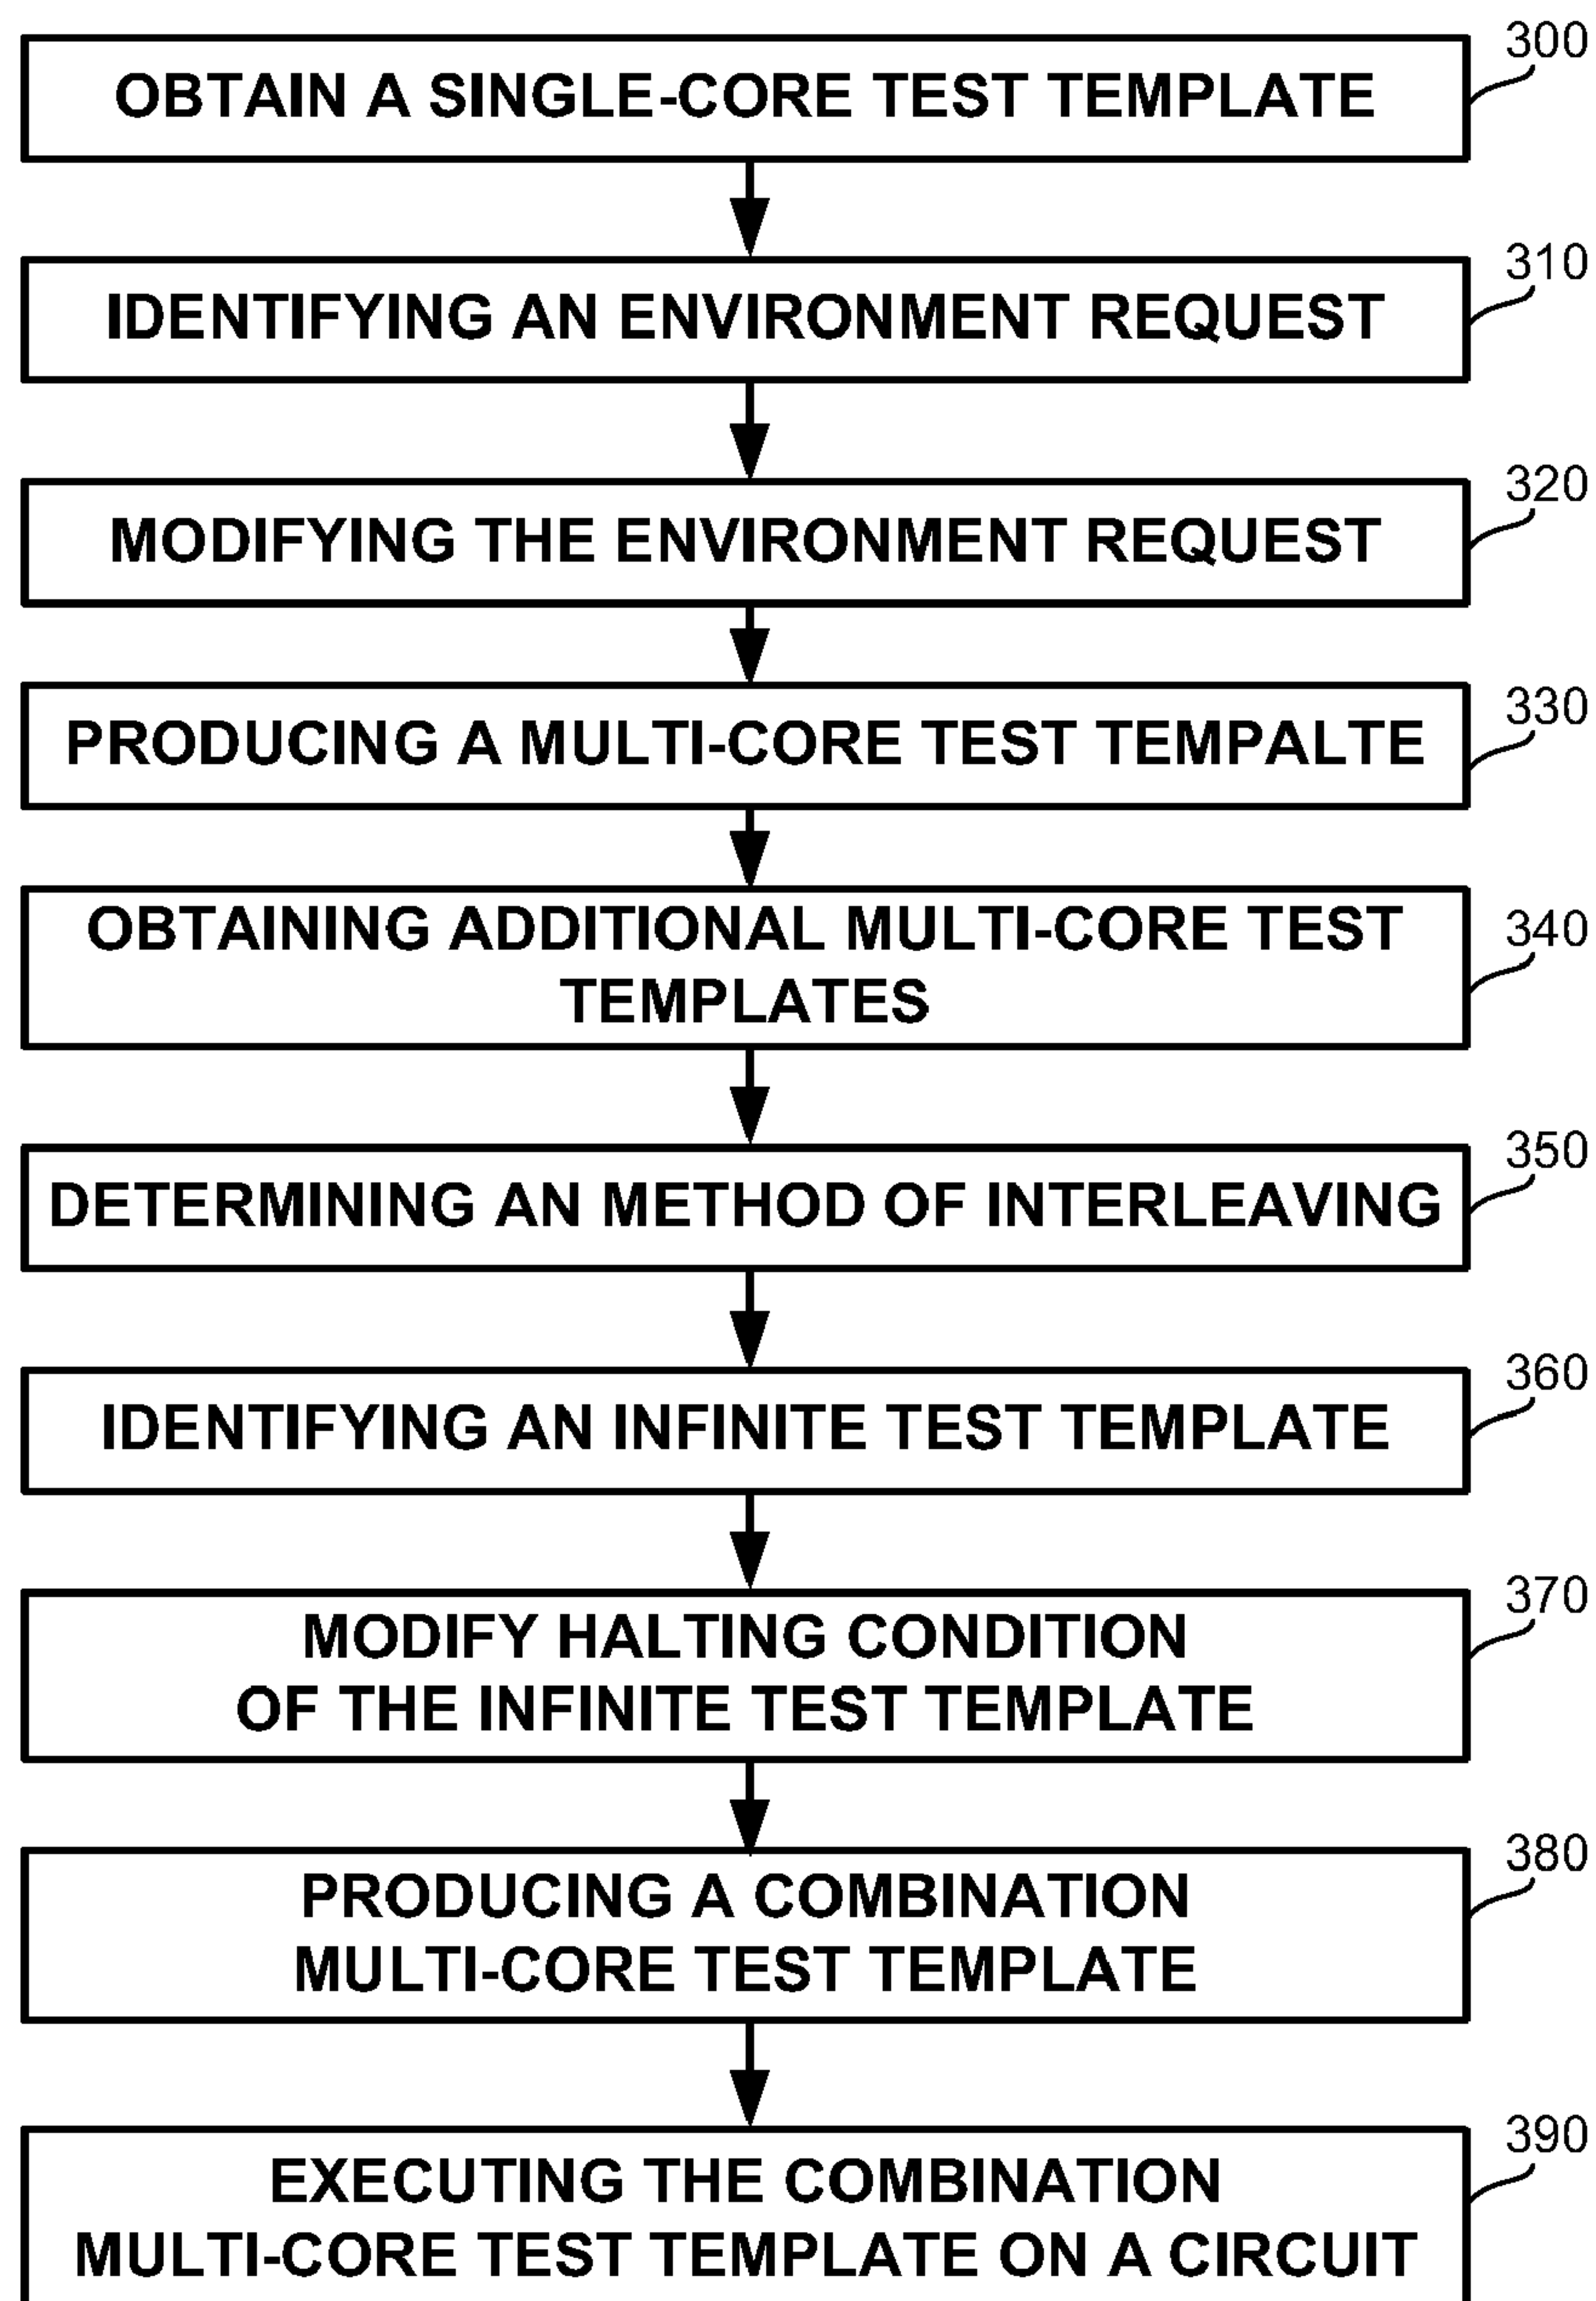 300
OBTAIN A SINGLE-CORE TEST TEMPLATE
310
IDENTIFYING AN ENVIRONMENT REQUEST
320
MODIFYING THE ENVIRONMENT REQUEST
330
PRODUCING A MULTI-CORE TEST TEMPALTE
340
OBTAINING ADDITIONAL MULTI-CORE TEST
TEMPLATES
350
DETERMINING AN METHOD OF INTERLEAVING
360
IDENTIFYING AN INFINITE TEST TEMPLATE
370
MODIFY HALTING CONDITION
OF THE INFINITE TEST TEMPLATE
380
PRODUCING A COMBINATION
MULTI-CORE TEST TEMPLATE
390
EXECUTING THE COMBINATION
MULTI-CORE TEST TEMPLATE ON A CIRCUIT